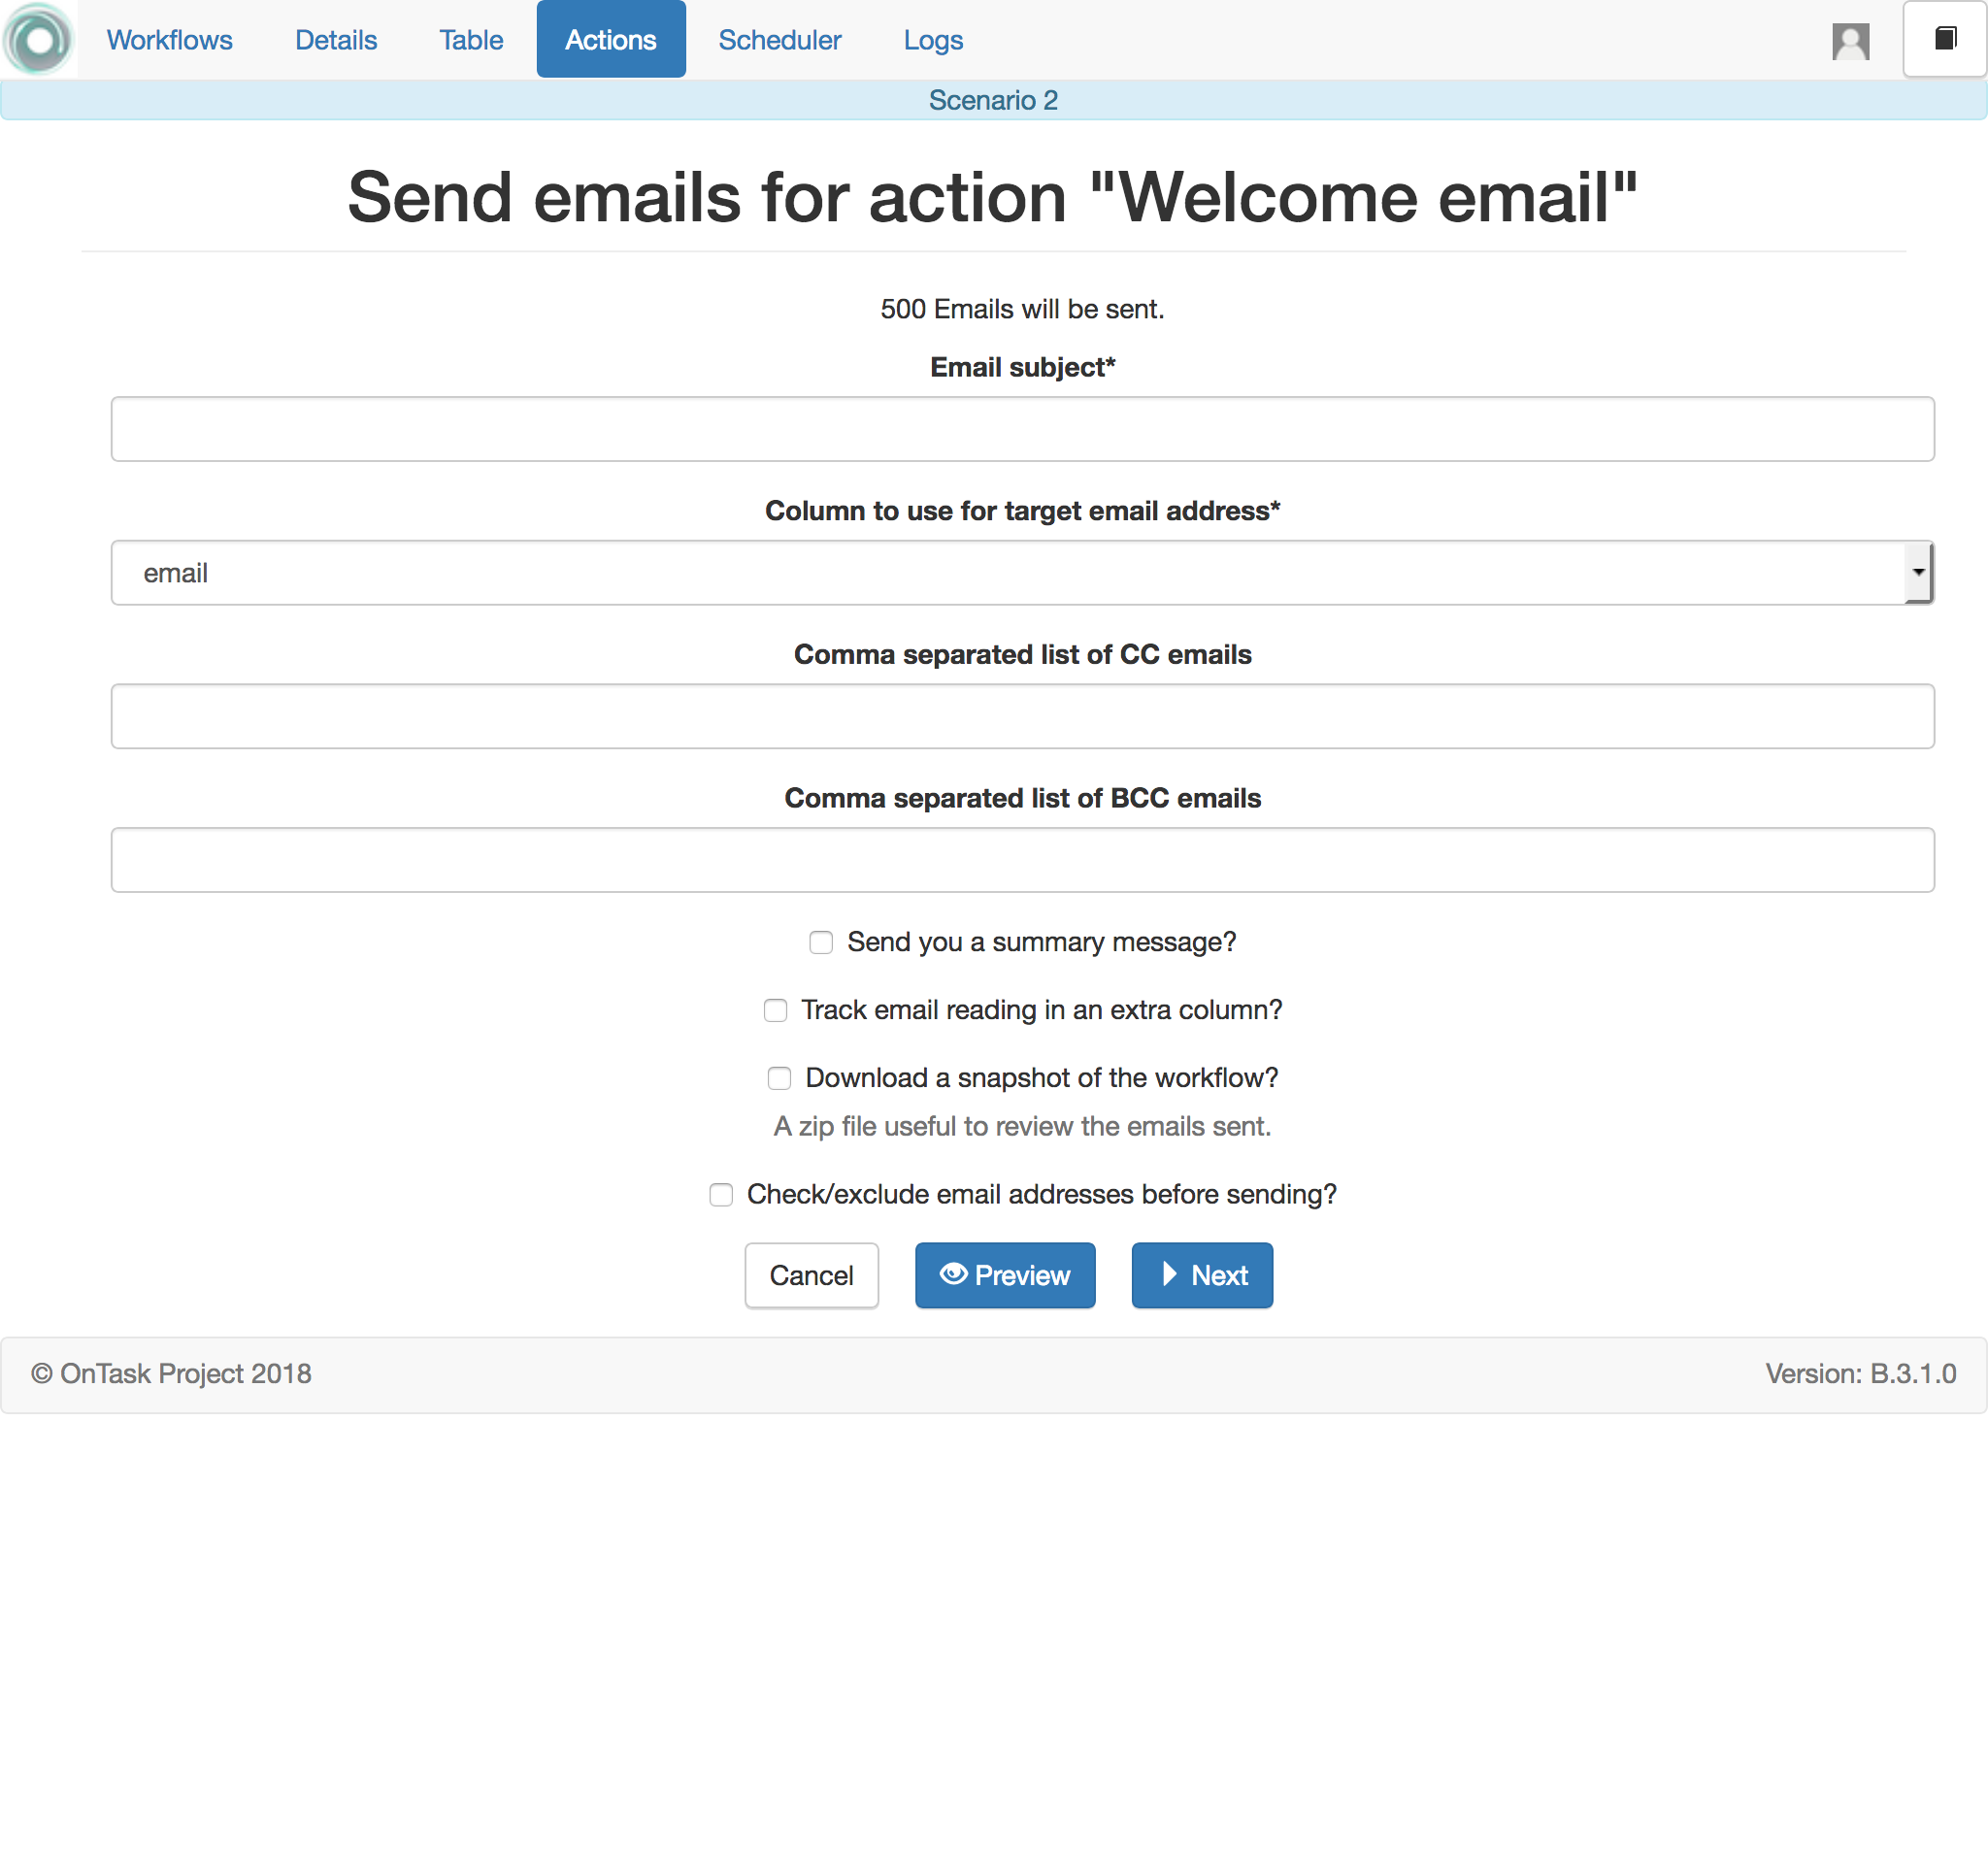 Workflows Details Table Actions Scheduler Logs
Scenario 2
Send emails for action "Welcome email"
500 Emails will be sent.
Email subject*
Column to use for target email address*
email
Comma separated list of CC emails
Comma separated list of BCC emails
Send you a summary message?
Track email reading in an extra column?
Download a snapshot of the workflow?
A zip file useful to review the emails sent.
Check/exclude email addresses before sending?
Cancel Preview Next
© OnTask Project 2018 Version: B.3.1.0